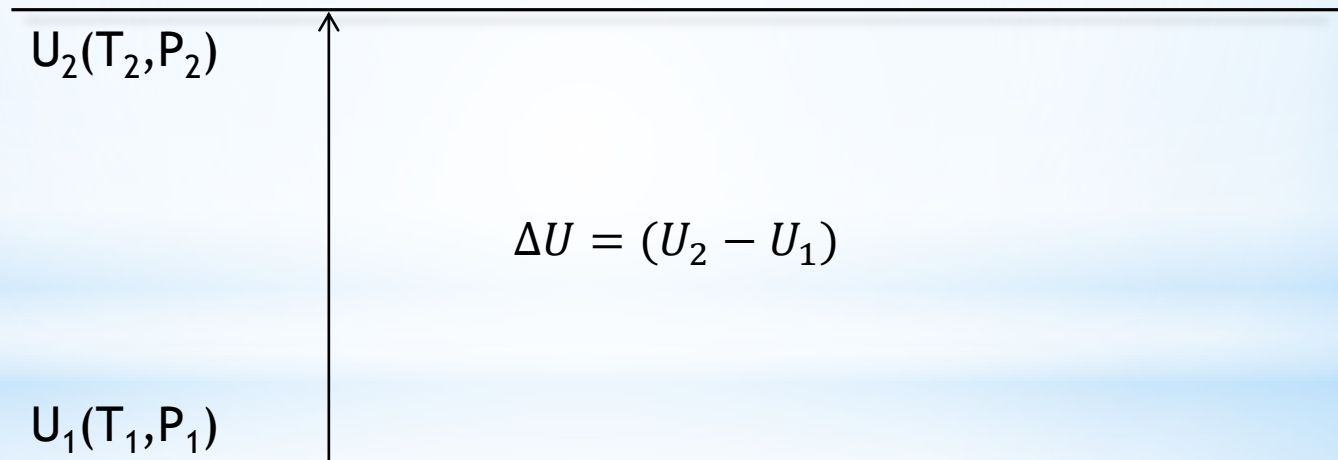 U₂(T₂,P₂)
ΔU = (U₂ − U₁)
U₁(T₁,P₁)